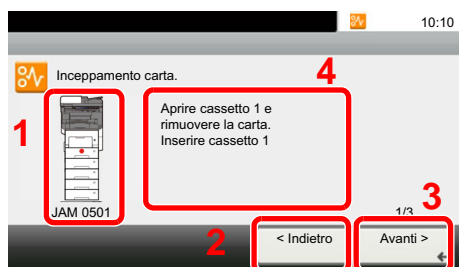 10:10
Inceppamento carta.
4
1
Aprire cassetto 1 e
rimuovere la carta.
Inserire cassetto 1
JAM 0501
1/3
3
2
< Indietro
Avanti >